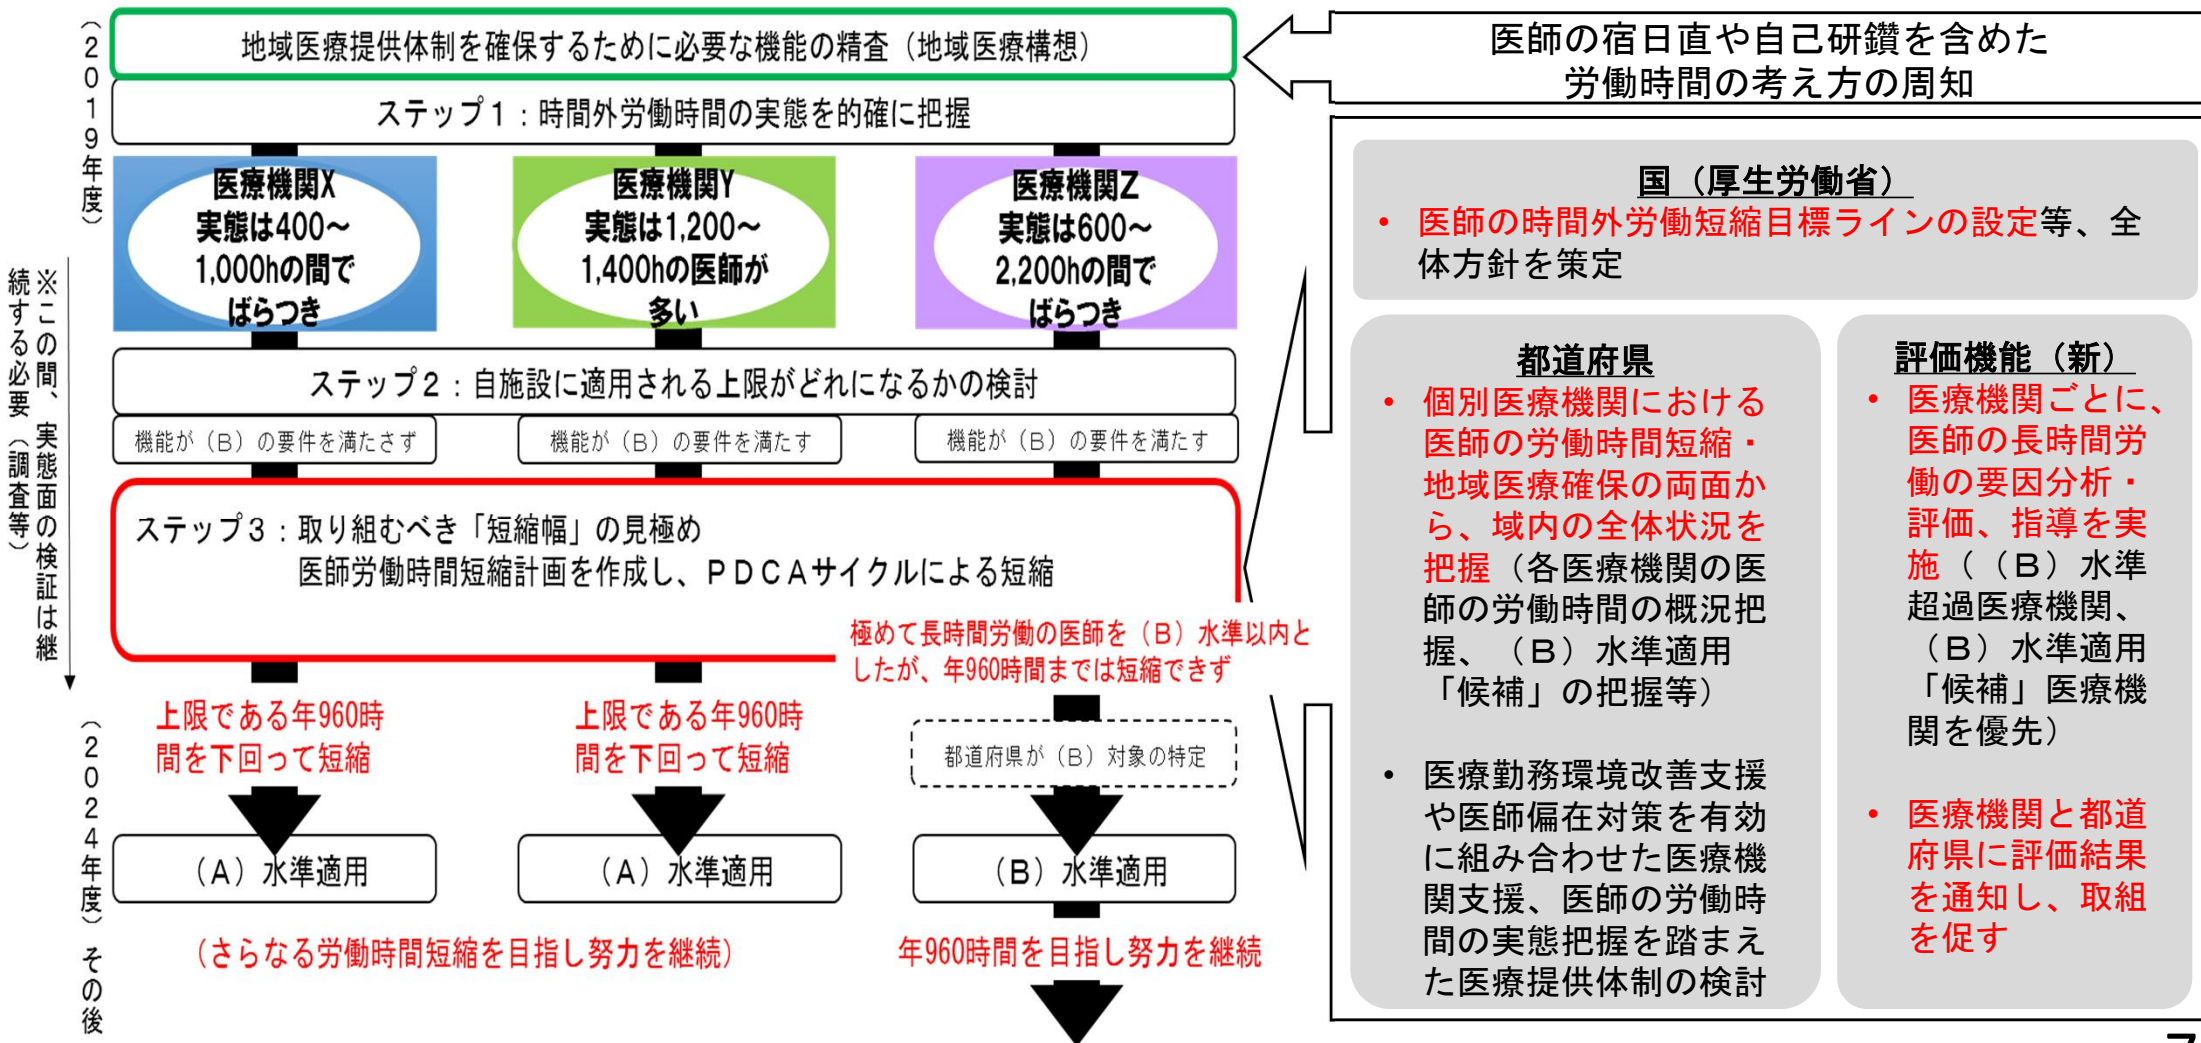 （2019年度）
地域医療提供体制を確保するために必要な機能の精査（地域医療構想）
ステップ１：時間外労働時間の実態を的確に把握
医療機関X
実態は400～
1,000hの間で
ばらつき
医療機関Y
実態は1,200～
1,400hの医師が
多い
医療機関Z
実態は600～
2,200hの間で
ばらつき
※この間、実態面の検証は継
続する必要（調査等）
ステップ２：自施設に適用される上限がどれになるかの検討
機能が（B）の要件を満たさず
機能が（B）の要件を満たす
機能が（B）の要件を満たす
ステップ３：取り組むべき「短縮幅」の見極め
医師労働時間短縮計画を作成し、ＰＤＣＡサイクルによる短縮
極めて長時間労働の医師を（B）水準以内と
したが、年960時間までは短縮できず
上限である年960時
間を下回って短縮
上限である年960時
間を下回って短縮
都道府県が（B）対象の特定
（2024年度）その後
（A）水準適用
（A）水準適用
（B）水準適用
（さらなる労働時間短縮を目指し努力を継続）
年960時間を目指し努力を継続
医師の宿日直や自己研鑽を含めた
労働時間の考え方の周知
国（厚生労働省）
• 医師の時間外労働短縮目標ラインの設定等、全
体方針を策定
都道府県
• 個別医療機関における
医師の労働時間短縮・
地域医療確保の両面か
ら、域内の全体状況を
把握（各医療機関の医
師の労働時間の概況把
握、（Ｂ）水準適用
「候補」の把握等）
• 医療勤務環境改善支援
や医師偏在対策を有効
に組み合わせた医療機
関支援、医師の労働時
間の実態把握を踏まえ
た医療提供体制の検討
評価機能（新）
• 医療機関ごとに、
医師の長時間労
働の要因分析・
評価、指導を実
施（（Ｂ）水準
超過医療機関、
（Ｂ）水準適用
「候補」医療機
関を優先）
• 医療機関と都道
府県に評価結果
を通知し、取組
を促す